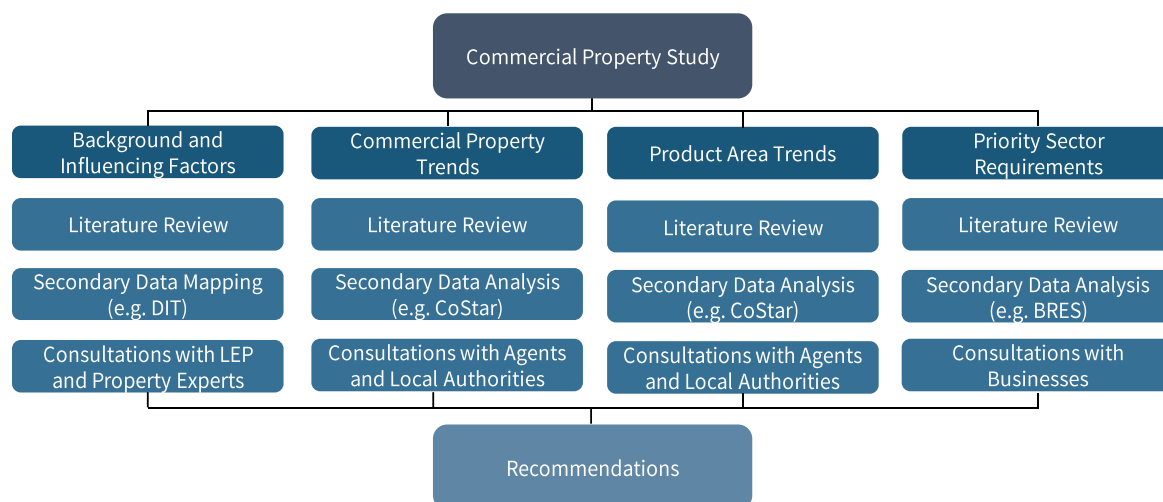 Commercial Property Study
Background and
Influencing Factors
Literature Review
Secondary Data Mapping
(e.g. DIT)
Consultations with LEP
and Property Experts
Commercial Property
Trends
Literature Review
Secondary Data Analysis
(e.g. CoStar)
Consultations with Agents
and Local Authorities
Product Area Trends
Literature Review
Secondary Data Analysis
(e.g. CoStar)
Consultations with Agents
and Local Authorities
Priority Sector
Requirements
Literature Review
Secondary Data Analysis
(e.g. BRES)
Consultations with
Businesses
Recommendations